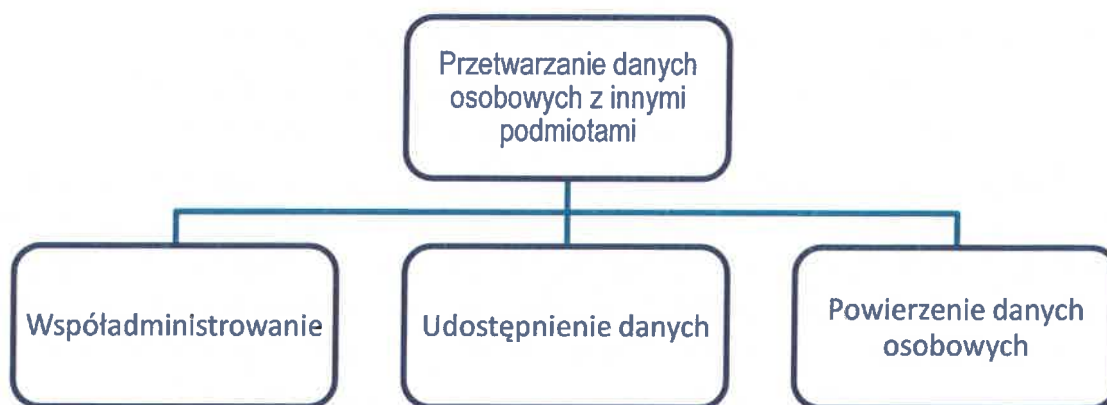 Przetwarzanie danych
osobowych z innymi
podmiotami
Współadministrowanie
Udostępnienie danych
Powierzenie danych
osobowych